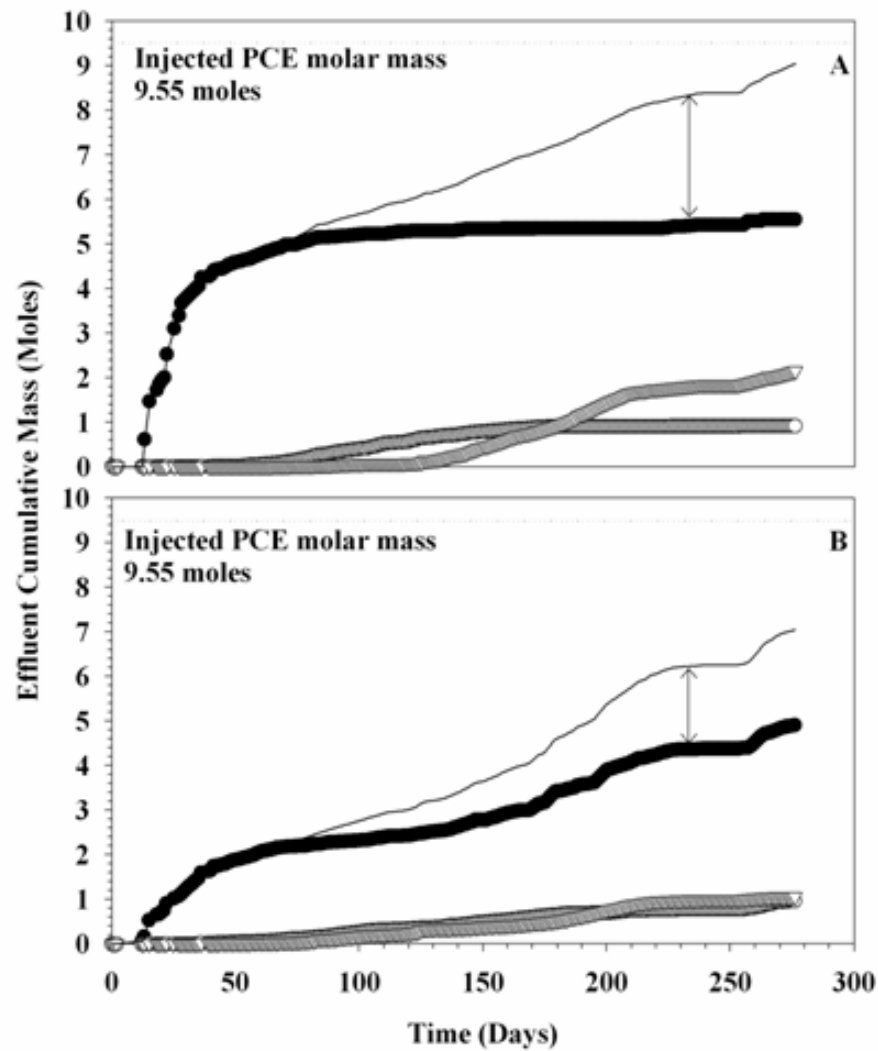 10
9
8
7
6
5
4
3
2
1
0
Injected PCE molar mass
9.55 moles
A
Effluent Cumulative Mass (Moles)
10
9
8
7
6
5
4
3
2
1
0
Injected PCE molar mass
9.55 moles
B
0 50 100 150 200 250 300
Time (Days)